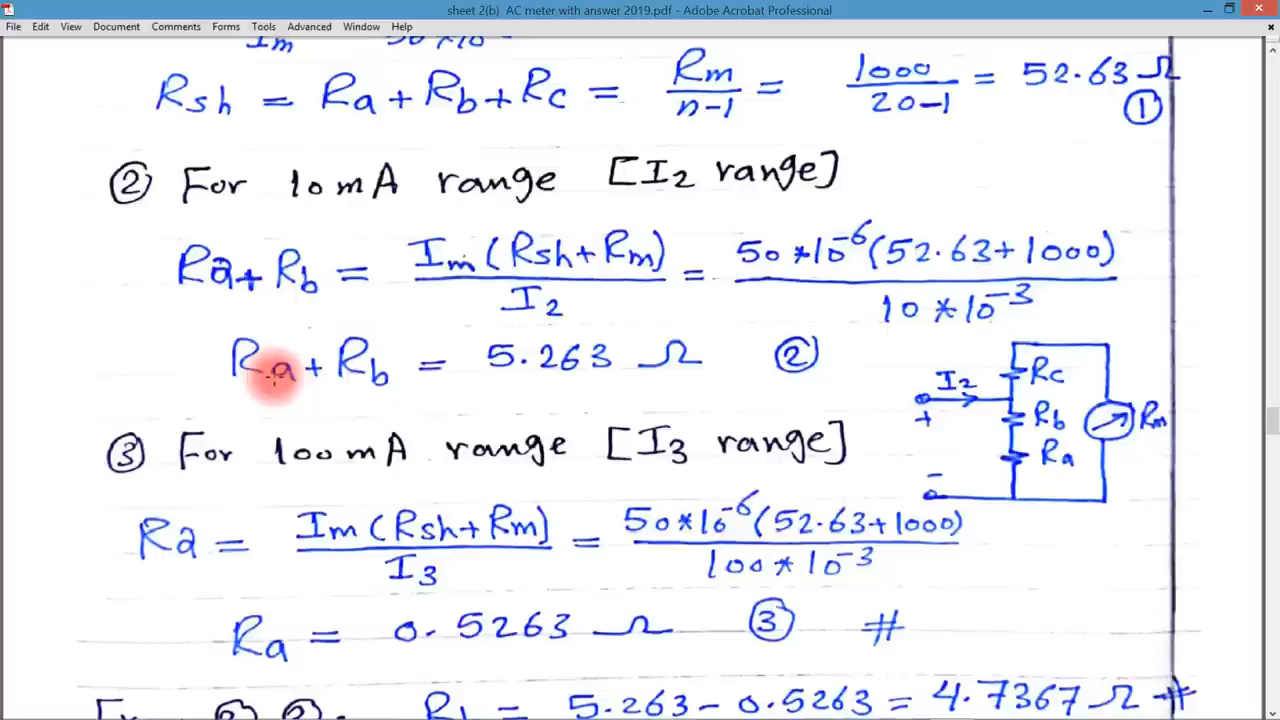 sheet 2(b) AC meter with answer 2019.pdf - Adobe Acrobat Professional
File Edit View Document Comments Forms Tools Advanced Window Help
Im 50*10
Rsh = Ra + Rb + Rc = Rm / n-1 = 1000 / 20-1 = 52.63 Ω ①
② For 10mA range [I2 range]
Ra + Rb = Im (Rsh + Rm) / I2 = 50*10^-6 (52.63+1000) / 10*10^-3
Ra + Rb = 5.263 Ω ②
I2 + - Rc Rb Ra Rm
③ For 100mA range [I3 range]
Ra = Im (Rsh + Rm) / I3 = 50*10^-6 (52.63+1000) / 100*10^-3
Ra = 0.5263 Ω ③ #
= 5.263 - 0.5263 = 4.7367 Ω #